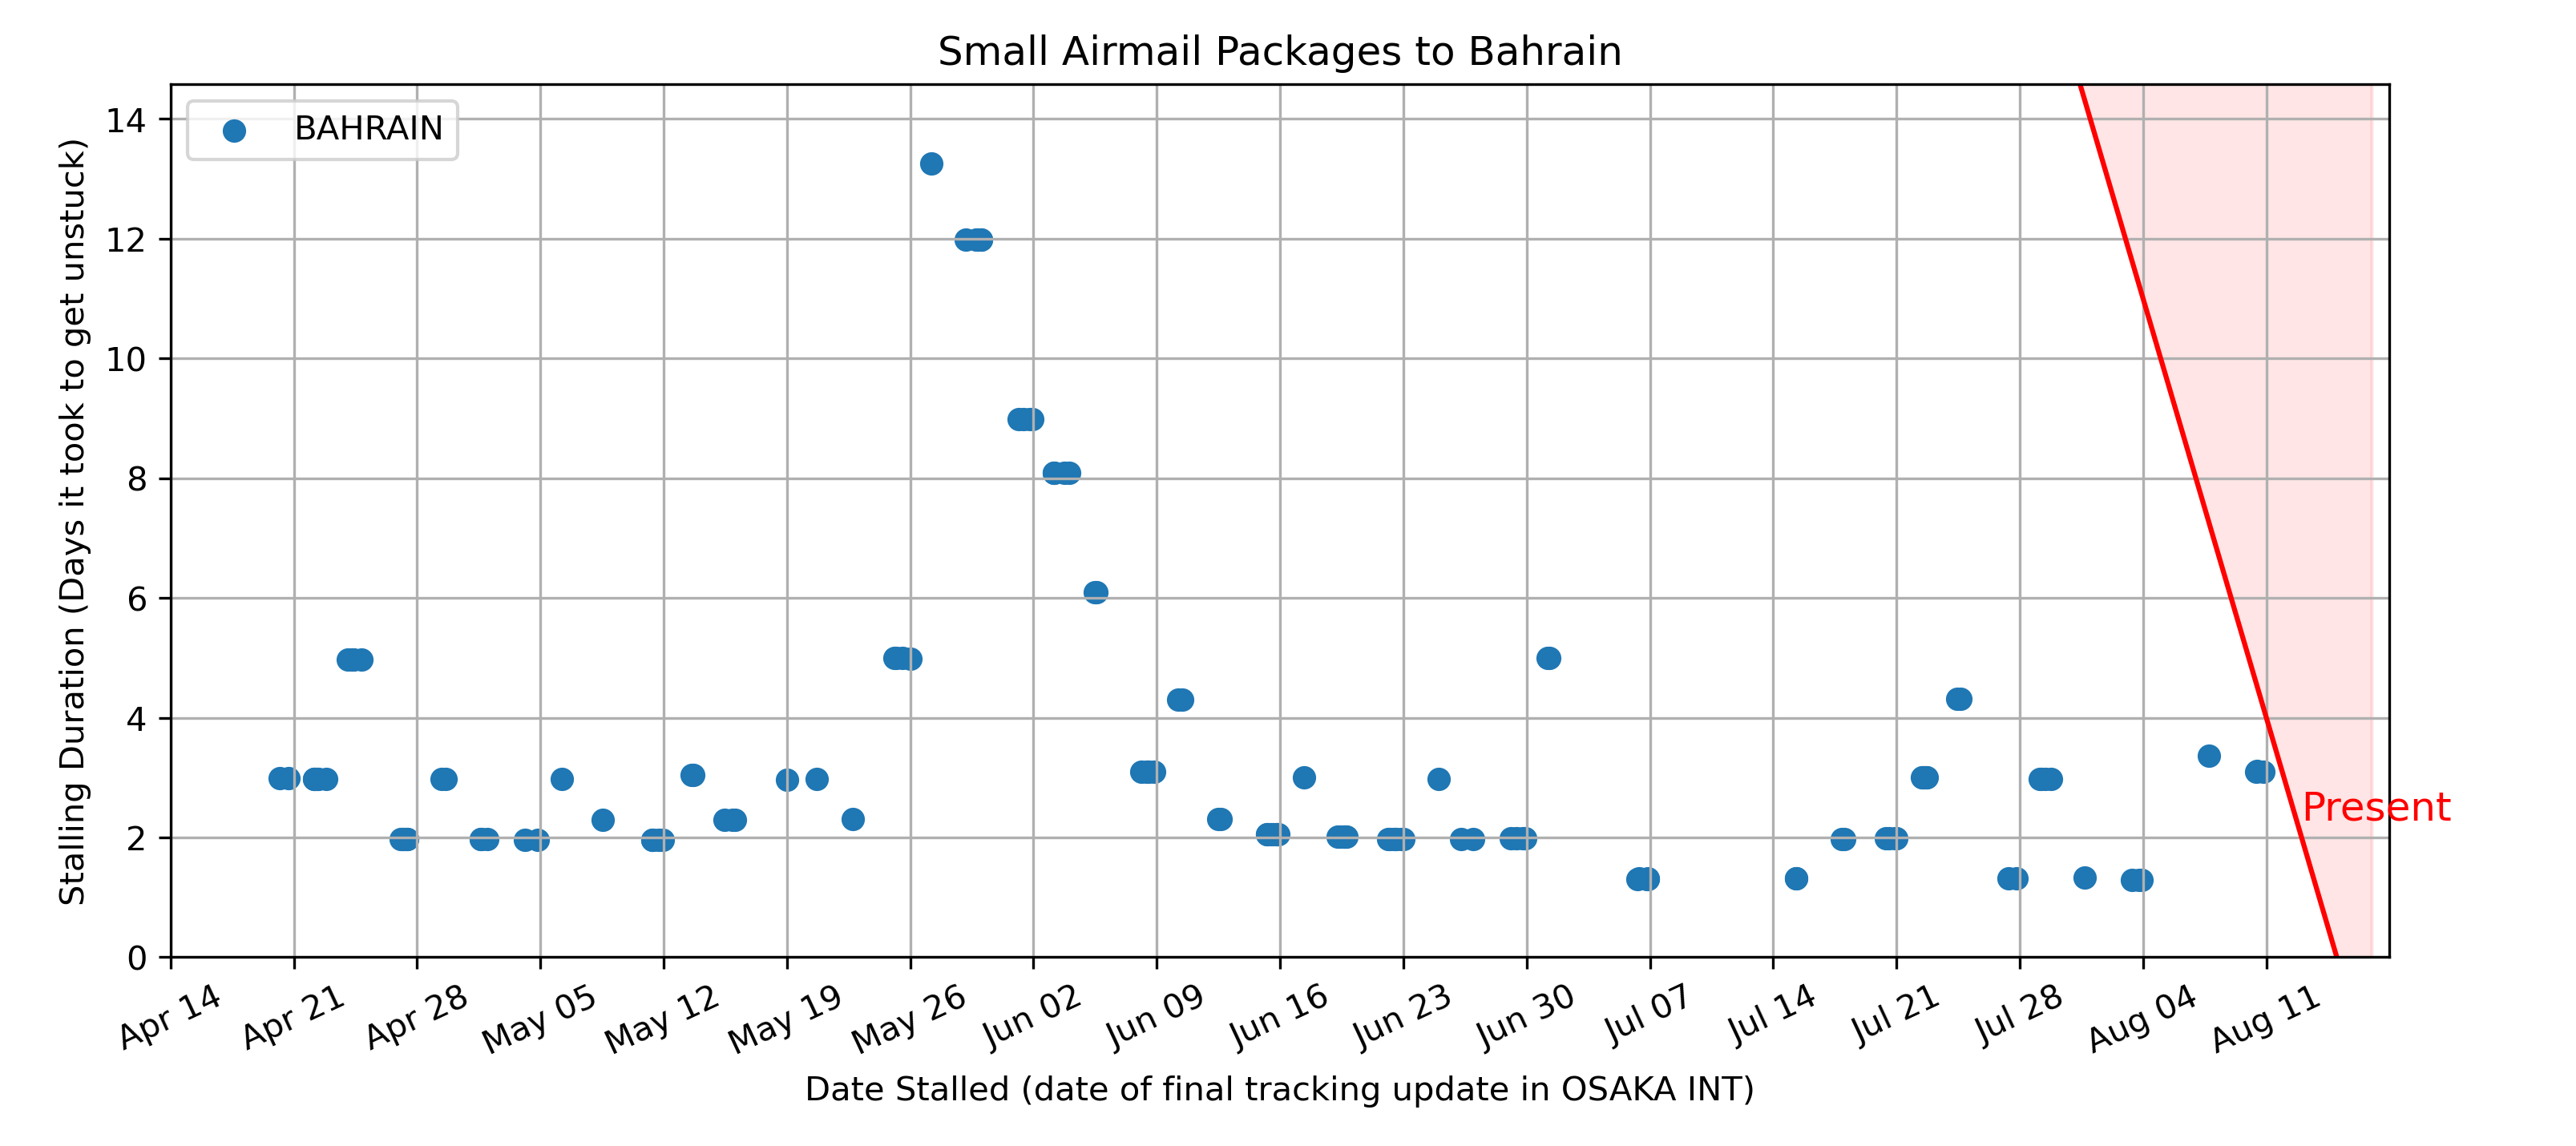 Small Airmail Packages to Bahrain
BAHRAIN
Stalling Duration (Days it took to get unstuck)
14
12
10
8
6
4
2
0
Present
Apr 14
Apr 21
Apr 28
May 05
May 12
May 19
May 26
Jun 02
Jun 09
Jun 16
Jun 23
Jun 30
Jul 07
Jul 14
Jul 21
Jul 28
Aug 04
Aug 11
Date Stalled (date of final tracking update in OSAKA INT)